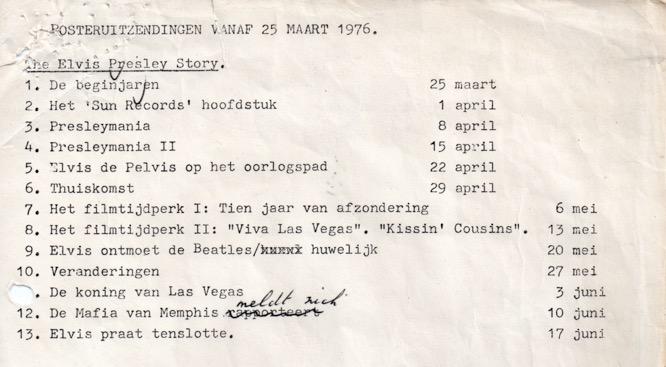 POSTERUITZENDINGEN VANAF 25 MAART 1976.
The Elvis Presley Story.
1. De beginjaren 25 maart
2. Het 'Sun Records' hoofdstuk 1 april
3. Presleymania 8 april
4. Presleymania II 15 april
5. Elvis de Pelvis op het oorlogspad 22 april
6. Thuiskomst 29 april
7. Het filmtijdperk I: Tien jaar van afzondering 6 mei
8. Het filmtijdperk II: "Viva Las Vegas". "Kissin' Cousins". 13 mei
9. Elvis ontmoet de Beatles/ huwelijk 20 mei
10. Veranderingen 27 mei
. De koning van Las Vegas 3 juni
meldt zich
12. De Mafia van Memphis rapporteert 10 juni
13. Elvis praat tenslotte. 17 juni